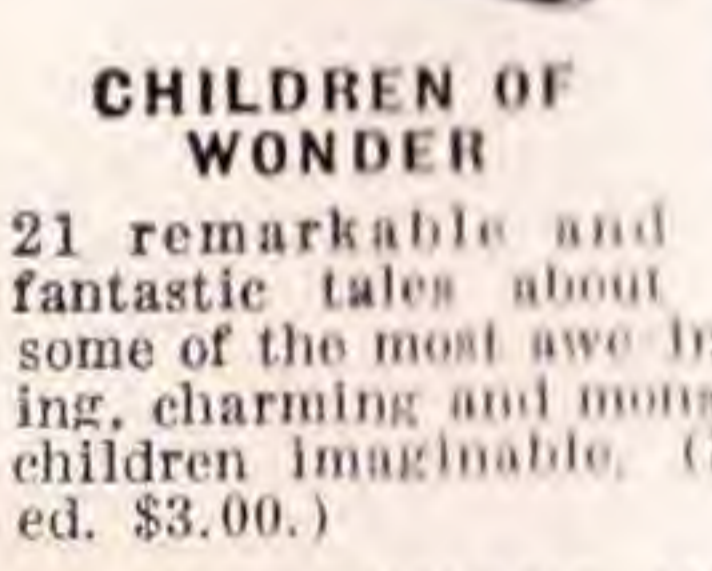 CHILDREN OF
WONDER
21 remarkable and
fantastic tales about
some of the most awe
ing, charming and
children imaginable.
ed. $3.00.)